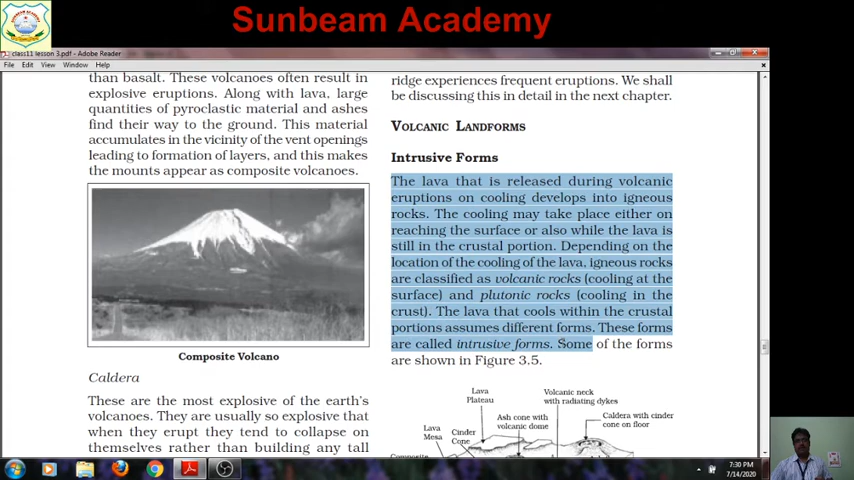 Sunbeam Academy
class11 lesson 3.pdf - Adobe Reader
File Edit View Window Help
than basalt. These volcanoes often result in
explosive eruptions. Along with lava, large
quantities of pyroclastic material and ashes
find their way to the ground. This material
accumulates in the vicinity of the vent openings
leading to formation of layers, and this makes
the mounts appear as composite volcanoes.
Composite Volcano
Caldera
These are the most explosive of the earth's
volcanoes. They are usually so explosive that
when they erupt they tend to collapse on
themselves rather than building any tall
ridge experiences frequent eruptions. We shall
be discussing this in detail in the next chapter.
VOLCANIC LANDFORMS
Intrusive Forms
The lava that is released during volcanic
eruptions on cooling develops into igneous
rocks. The cooling may take place either on
reaching the surface or also while the lava is
still in the crustal portion. Depending on the
location of the cooling of the lava, igneous rocks
are classified as volcanic rocks (cooling at the
surface) and plutonic rocks (cooling in the
crust). The lava that cools within the crustal
portions assumes different forms. These forms
are called intrusive forms. Some of the forms
are shown in Figure 3.5.
Lava
Plateau
Volcanic neck
with radiating dykes
Ash cone with
volcanic dome
Caldera with cinder
cone on floor
Lava
Mesa
Cinder
Cone
Composite
7:30 PM
7/14/2020